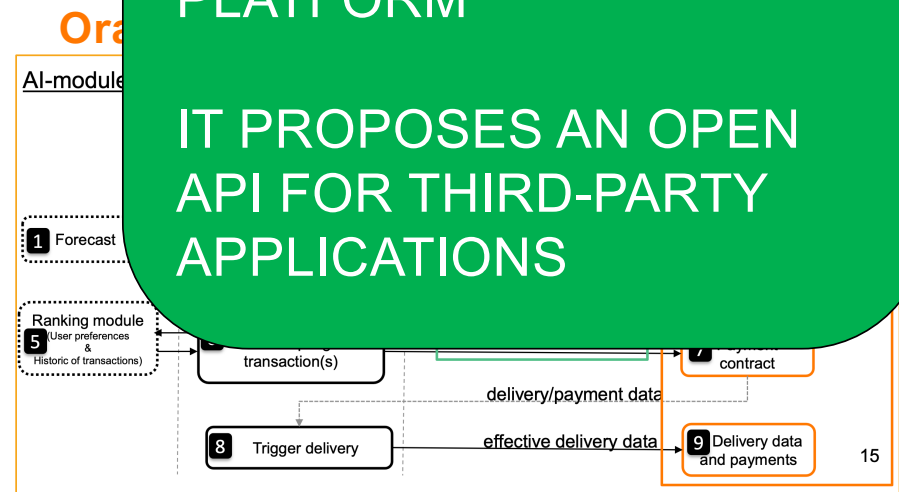 PLATFORM
Ora
AI-module
IT PROPOSES AN OPEN
API FOR THIRD-PARTY
APPLICATIONS
1 Forecast
Ranking module
5 (User preferences
&
Historic of transactions)
transaction(s)
7 Payment
contract
delivery/payment data
8 Trigger delivery
effective delivery data
9 Delivery data
and payments
15